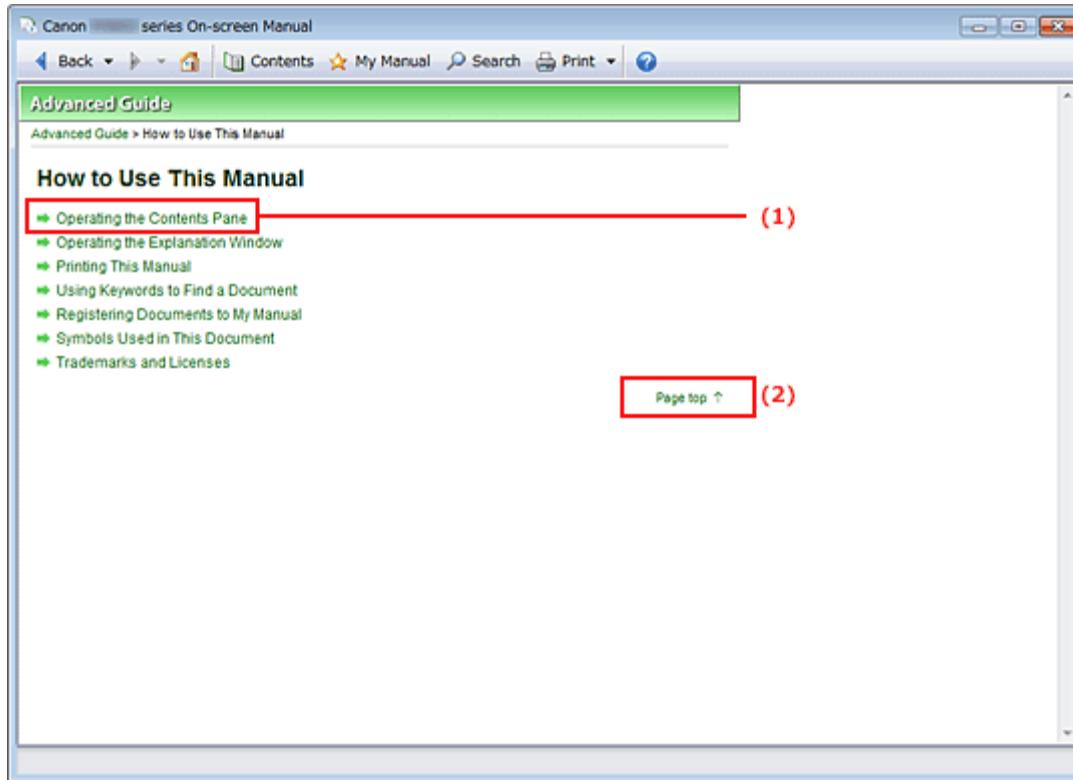 Canon series On-screen Manual
Back Contents My Manual Search Print
Advanced Guide
Advanced Guide > How to Use This Manual
How to Use This Manual
Operating the Contents Pane (1)
Operating the Explanation Window
Printing This Manual
Using Keywords to Find a Document
Registering Documents to My Manual
Symbols Used in This Document
Trademarks and Licenses
Page top ↑ (2)